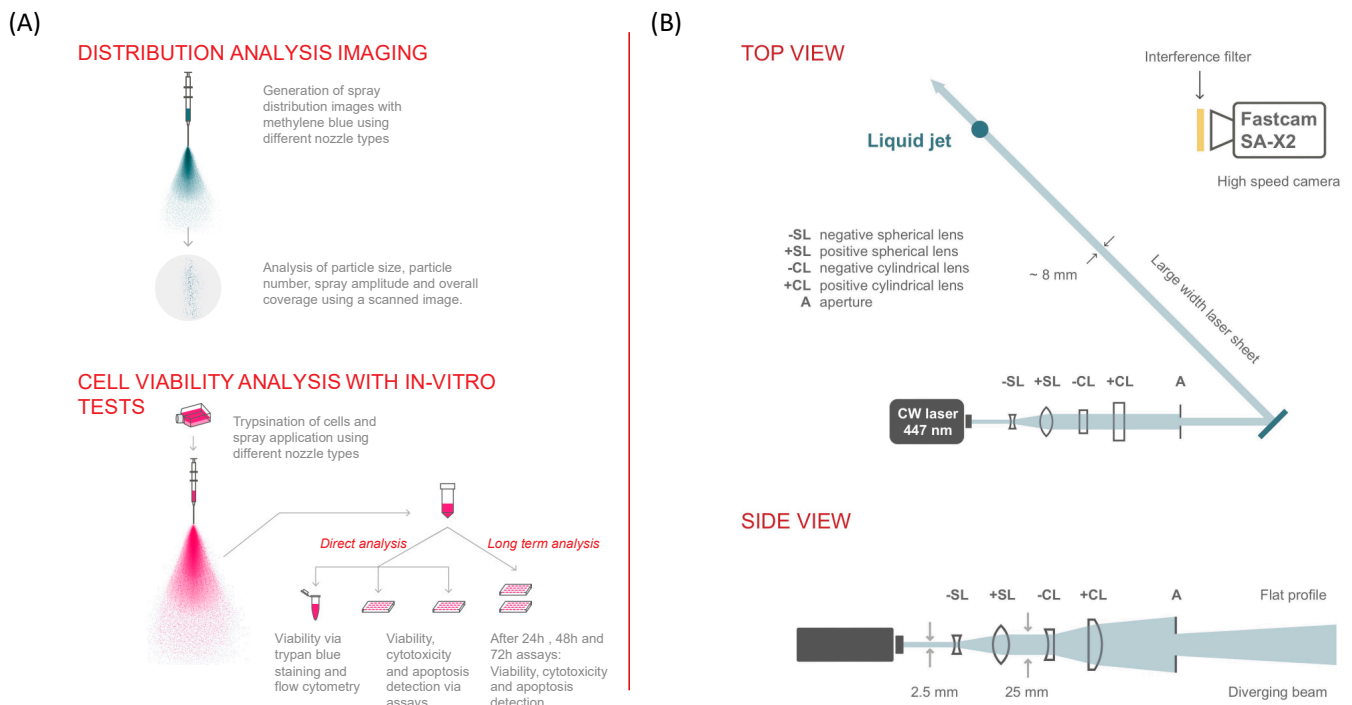 (A)
DISTRIBUTION ANALYSIS IMAGING
Generation of spray
distribution images with
methylene blue using
different nozzle types
Analysis of particle size, particle
number, spray amplitude and overall
coverage using a scanned image.
CELL VIABILITY ANALYSIS WITH IN-VITRO
TESTS
Trypsination of cells and
spray application using
different nozzle types
Direct analysis
Long term analysis
Viability via
trypan blue
staining and
flow cytometry
Viability,
cytotoxicity
and apoptosis
detection via
assays
After 24h , 48h and
72h assays:
Viability, cytotoxicity
and apoptosis
detection
(B)
TOP VIEW
Interference filter
Fastcam
SA-X2
High speed camera
Liquid jet
-SL negative spherical lens
+SL positive spherical lens
-CL negative cylindrical lens
+CL positive cylindrical lens
A aperture
~ 8 mm
Large width laser sheet
-SL +SL -CL +CL A
CW laser
447 nm
SIDE VIEW
-SL +SL -CL +CL A
Flat profile
2.5 mm
25 mm
Diverging beam